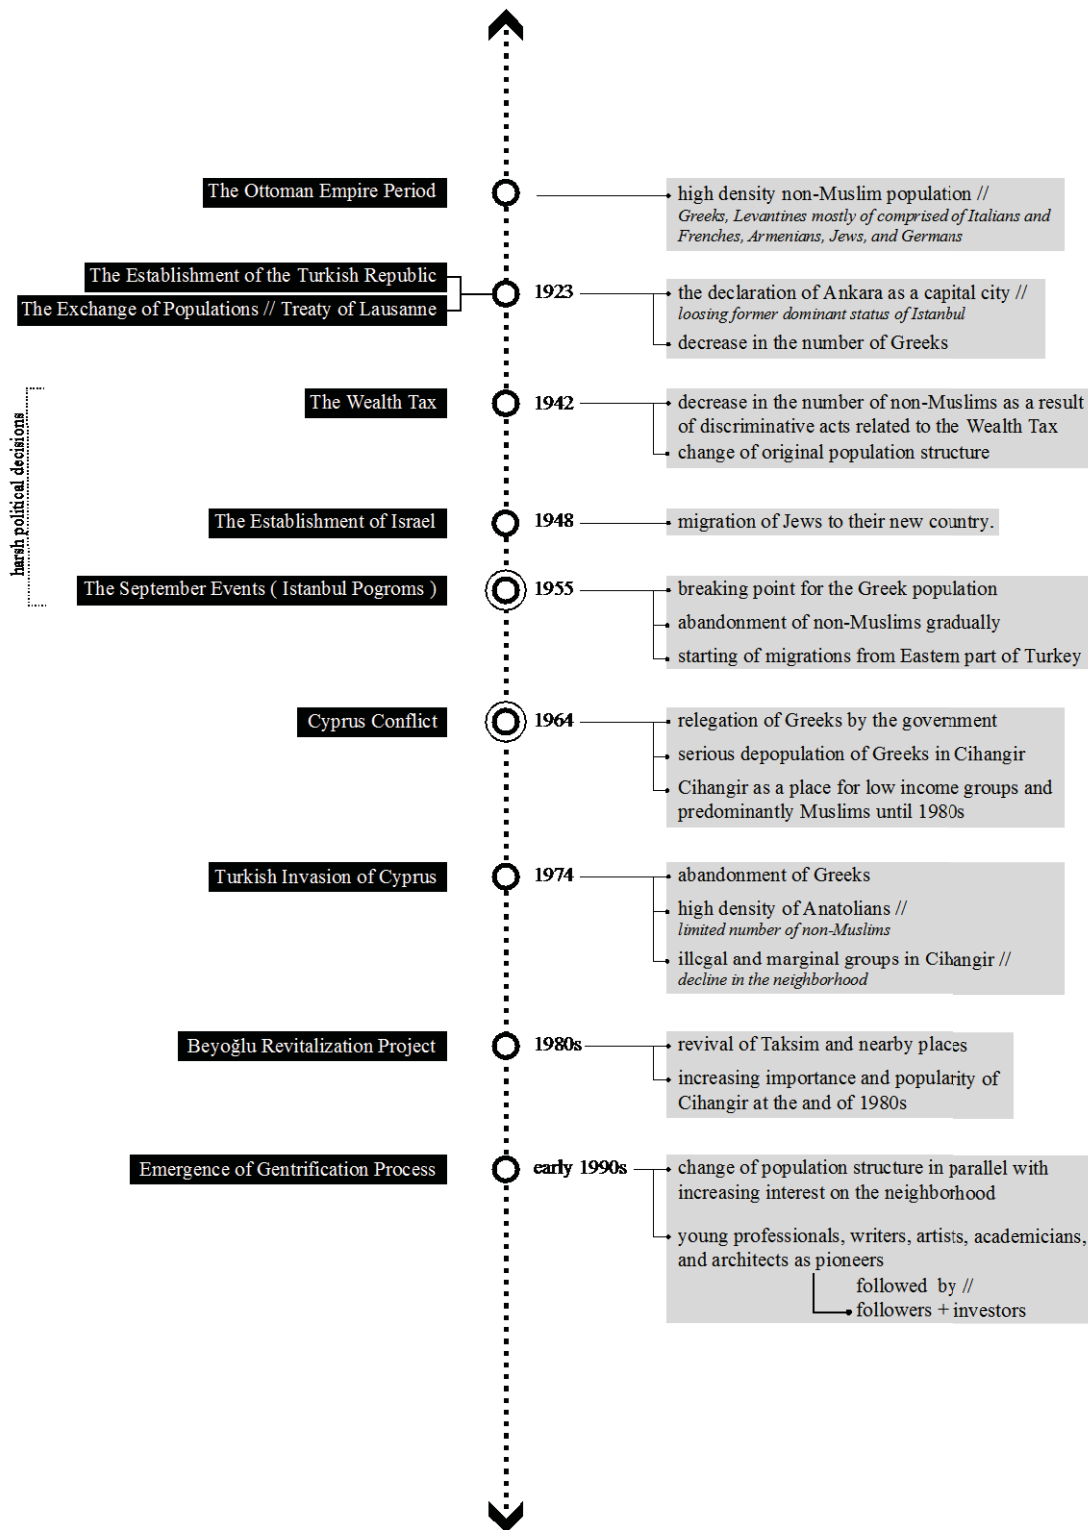 The Ottoman Empire Period
high density non-Muslim population //
Greeks, Levantines mostly of comprised of Italians and
Frenches, Armenians, Jews, and Germans
The Establishment of the Turkish Republic
The Exchange of Populations // Treaty of Lausanne
1923
the declaration of Ankara as a capital city //
loosing former dominant status of Istanbul
decrease in the number of Greeks
harsh political decisions
The Wealth Tax
1942
decrease in the number of non-Muslims as a result
of discriminative acts related to the Wealth Tax
change of original population structure
The Establishment of Israel
1948
migration of Jews to their new country.
The September Events ( Istanbul Pogroms )
1955
breaking point for the Greek population
abandonment of non-Muslims gradually
starting of migrations from Eastern part of Turkey
Cyprus Conflict
1964
relegation of Greeks by the government
serious depopulation of Greeks in Cihangir
Cihangir as a place for low income groups and
predominantly Muslims until 1980s
Turkish Invasion of Cyprus
1974
abandonment of Greeks
high density of Anatolians //
limited number of non-Muslims
illegal and marginal groups in Cihangir //
decline in the neighborhood
Beyoğlu Revitalization Project
1980s
revival of Taksim and nearby places
increasing importance and popularity of
Cihangir at the and of 1980s
Emergence of Gentrification Process
early 1990s
change of population structure in parallel with
increasing interest on the neighborhood
young professionals, writers, artists, academicians,
and architects as pioneers
followed by //
followers + investors